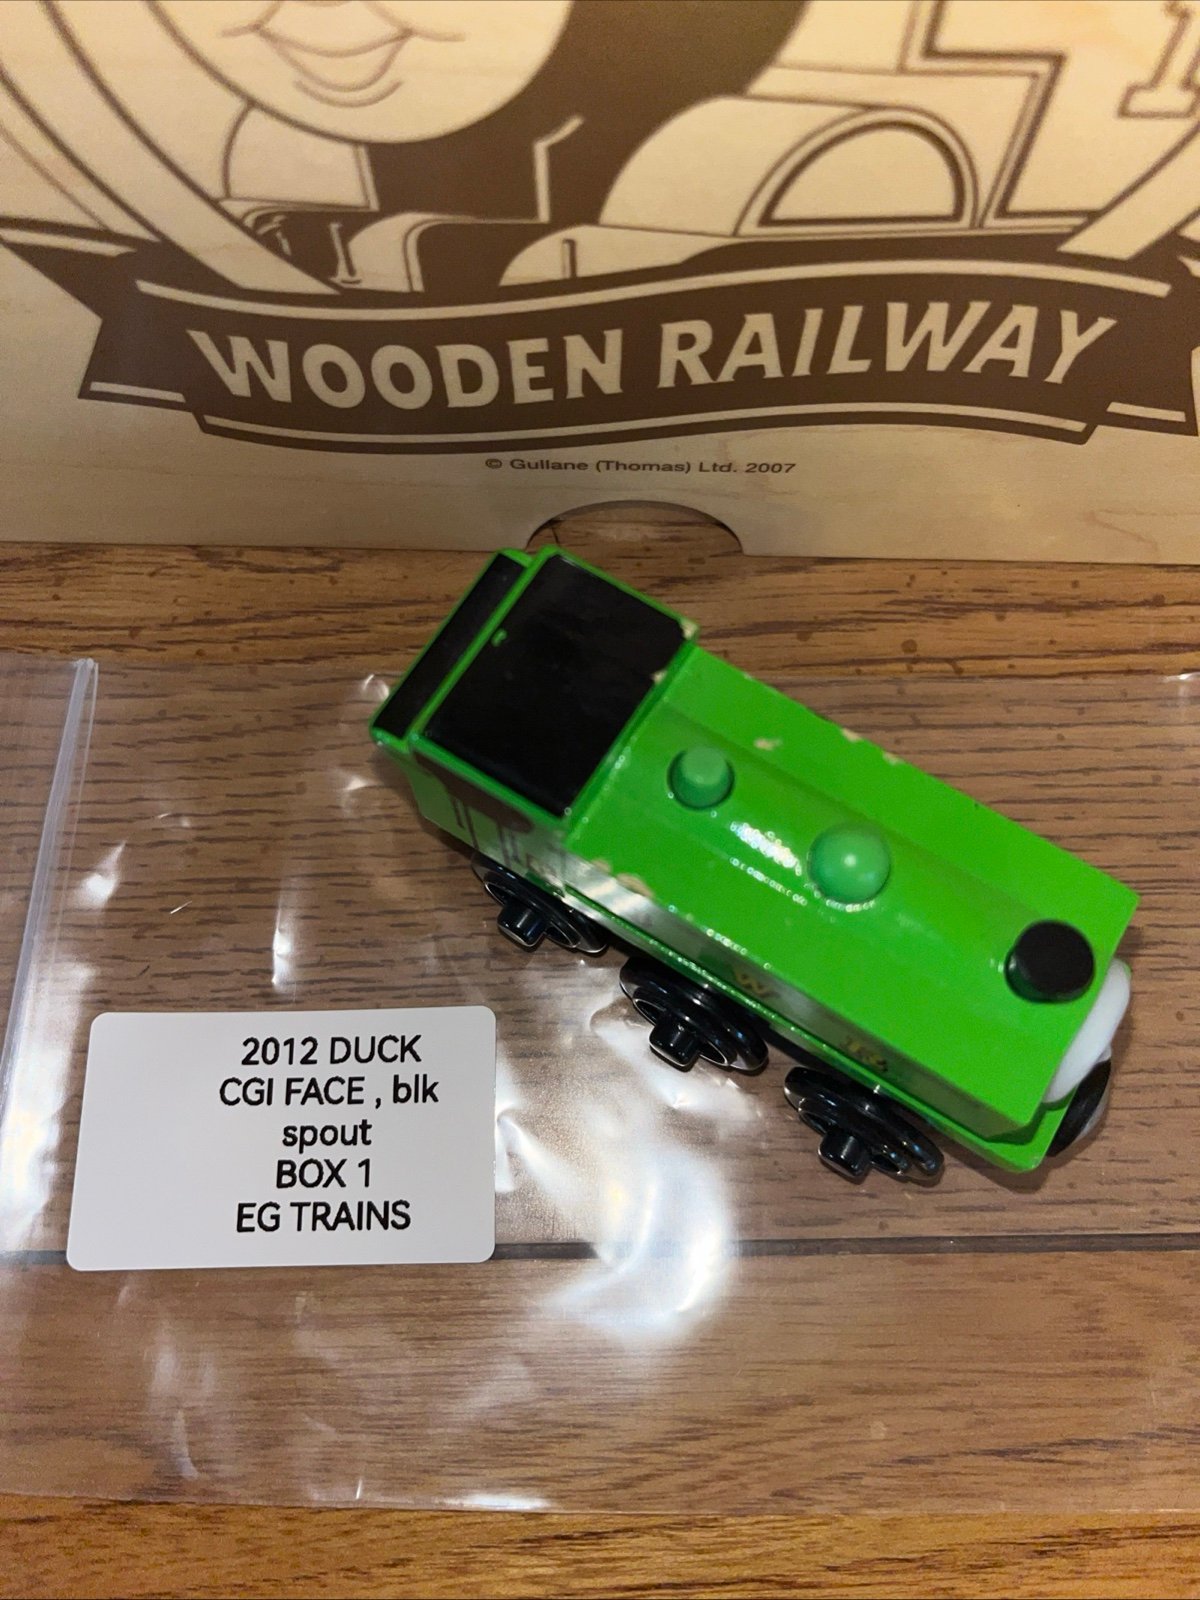 WOODEN RAILWAY
© Gullane (Thomas) Ltd. 2007
2012 DUCK
CGI FACE , blk
spout
BOX 1
EG TRAINS